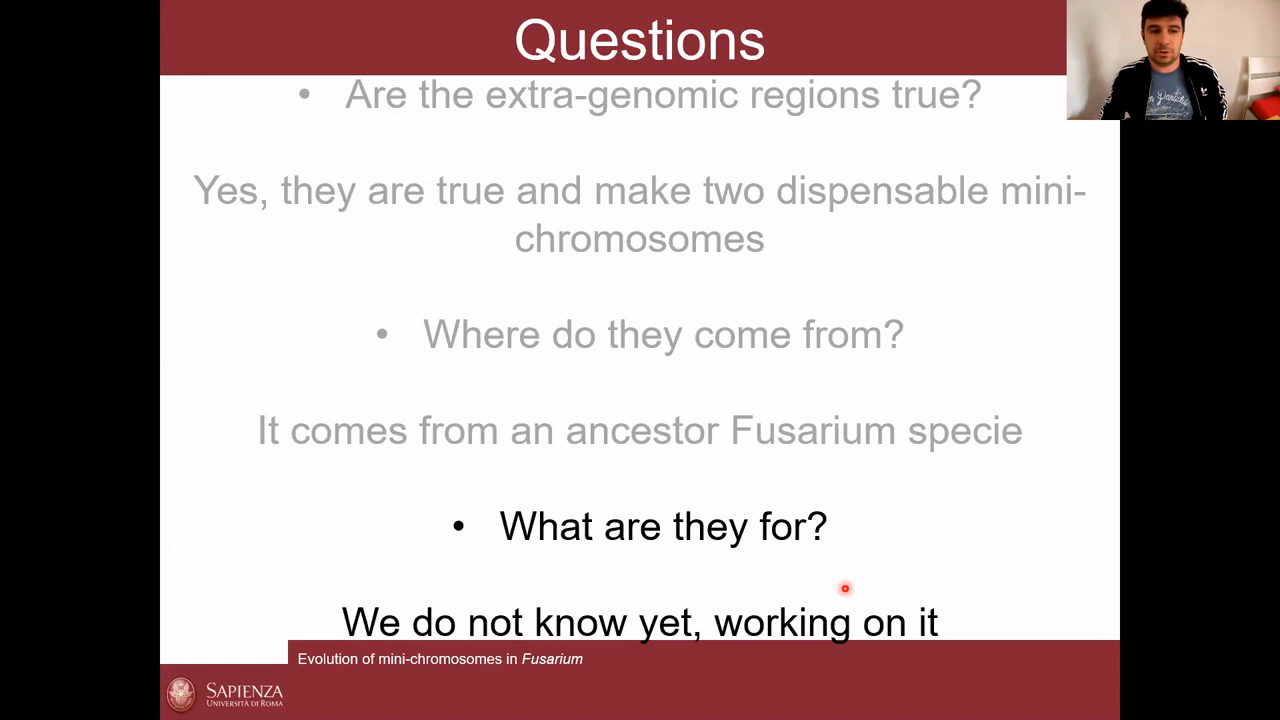 Questions
• Are the extra-genomic regions true?
Yes, they are true and make two dispensable mini-
chromosomes
• Where do they come from?
It comes from an ancestor Fusarium specie
• What are they for?
We do not know yet, working on it
Evolution of mini-chromosomes in Fusarium
SAPIENZA
UNIVERSITÀ DI ROMA